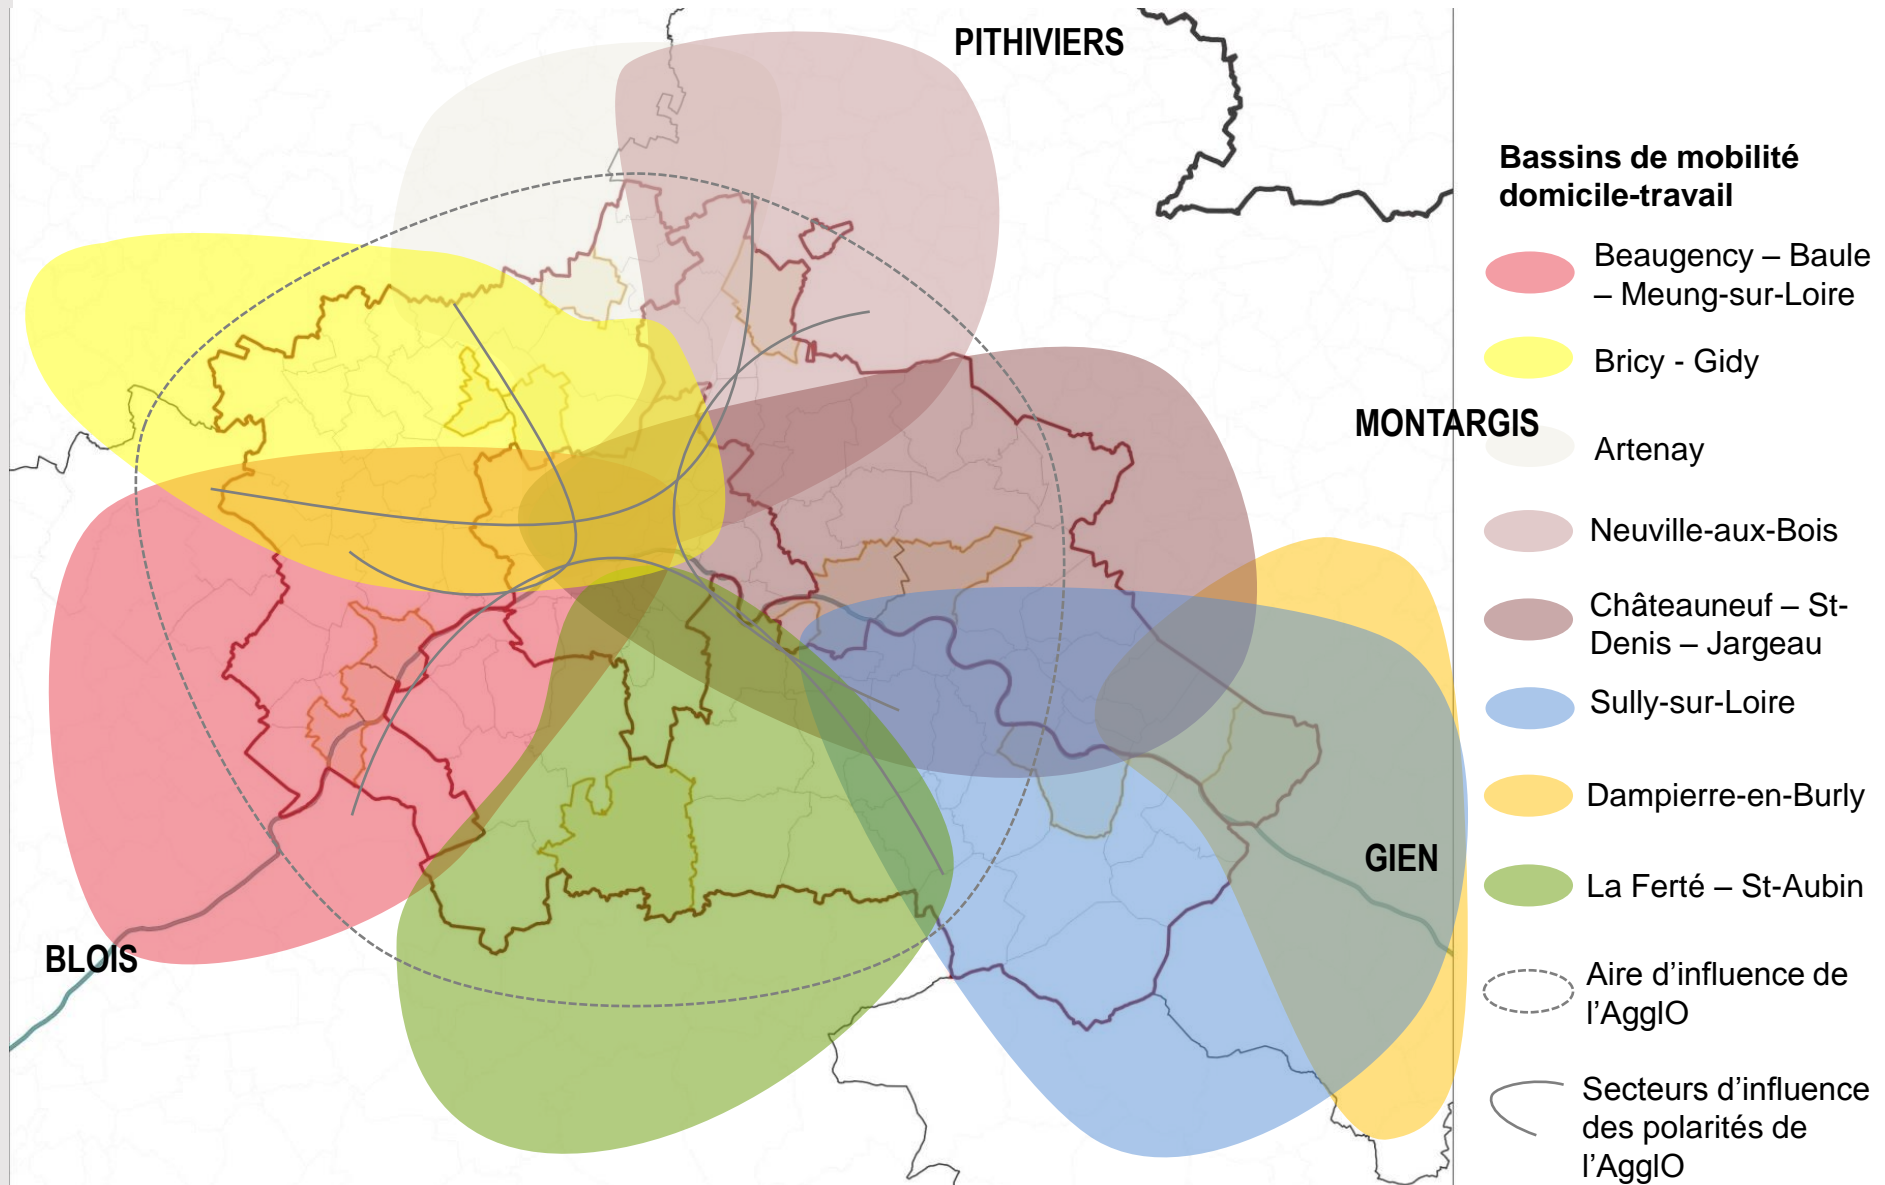 PITHIVIERS
MONTARGIS
GIEN
BLOIS
Bassins de mobilité
domicile-travail
Beaugency – Baule
– Meung-sur-Loire
Bricy - Gidy
Artenay
Neuville-aux-Bois
Châteauneuf – St-
Denis – Jargeau
Sully-sur-Loire
Dampierre-en-Burly
La Ferté – St-Aubin
Aire d’influence de
l’AgglO
Secteurs d’influence
des polarités de
l’AgglO